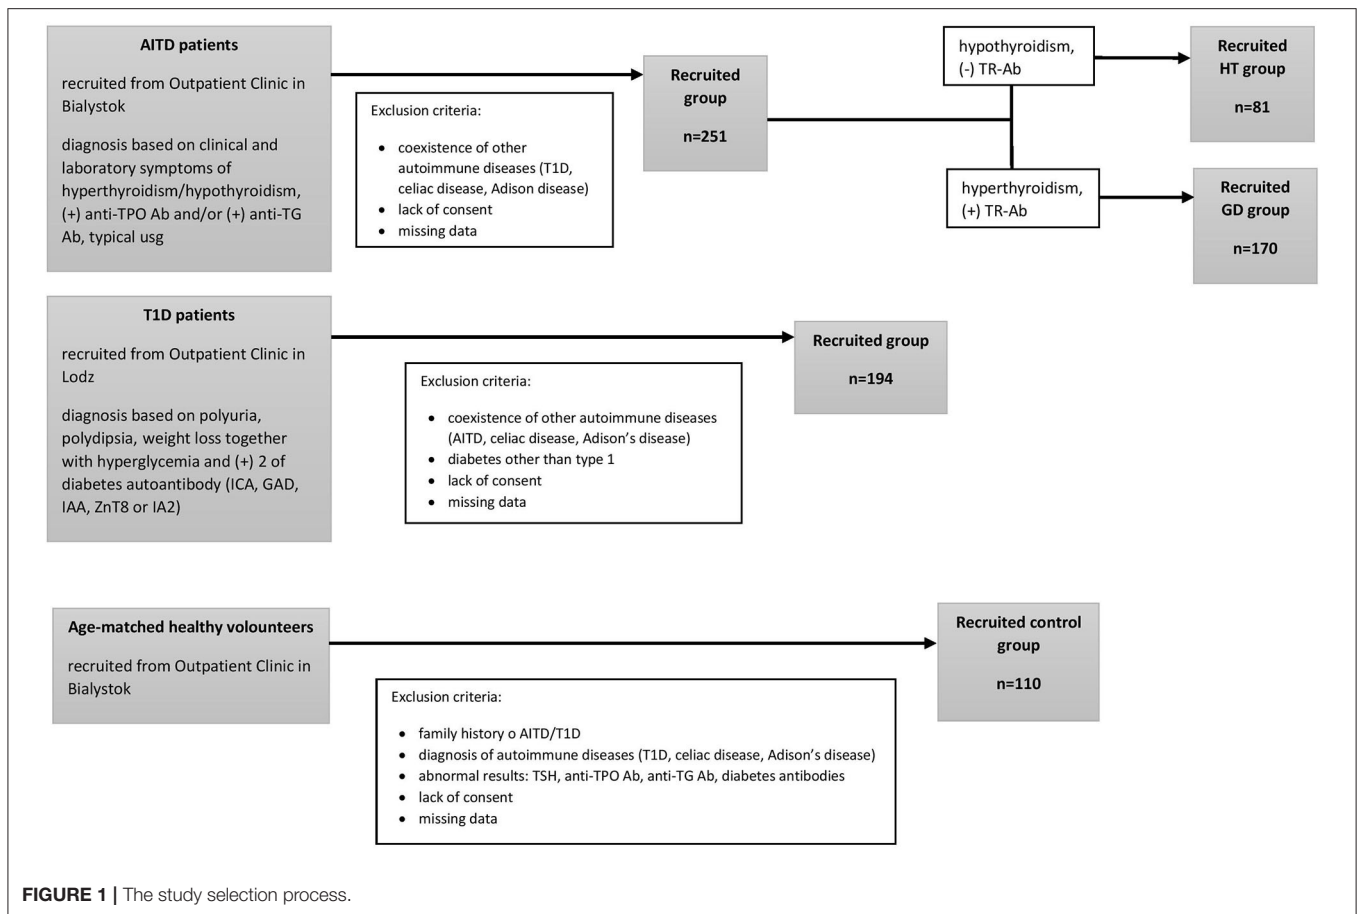 AITD patients
recruited from Outpatient Clinic in
Bialystok
diagnosis based on clinical and
laboratory symptoms of
hyperthyroidism/hypothyroidism,
(+) anti-TPO Ab and/or (+) anti-TG
Ab, typical usg
Exclusion criteria:
• coexistence of other
autoimmune diseases (T1D,
celiac disease, Adison disease)
• lack of consent
• missing data
Recruited
group
n=251
hypothyroidism,
(-) TR-Ab
Recruited
HT group
n=81
hyperthyroidism,
(+) TR-Ab
Recruited
GD group
n=170
T1D patients
recruited from Outpatient Clinic in
Lodz
diagnosis based on polyuria,
polydipsia, weight loss together
with hyperglycemia and (+) 2 of
diabetes autoantibody (ICA, GAD,
IAA, ZnT8 or IA2)
Exclusion criteria:
• coexistence of other autoimmune diseases
(AITD, celiac disease, Adison's disease)
• diabetes other than type 1
• lack of consent
• missing data
Recruited group
n=194
Age-matched healthy volounteers
recruited from Outpatient Clinic in
Bialystok
Exclusion criteria:
• family history o AITD/T1D
• diagnosis of autoimmune diseases (T1D, celiac disease, Adison's disease)
• abnormal results: TSH, anti-TPO Ab, anti-TG Ab, diabetes antibodies
• lack of consent
• missing data
Recruited control
group
n=110
FIGURE 1 | The study selection process.